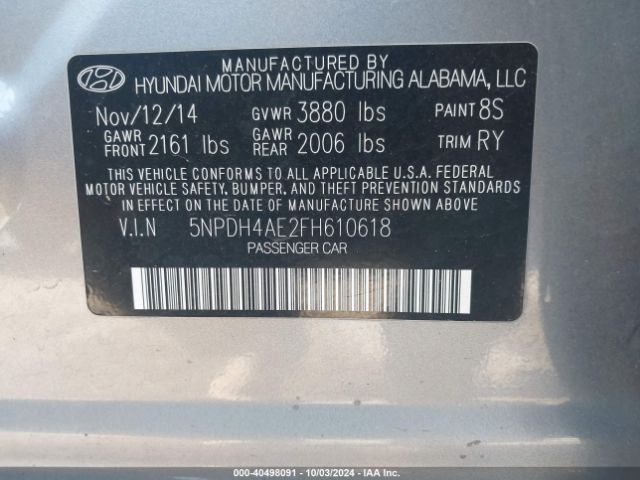 MANUFACTURED BY
HYUNDAI MOTOR MANUFACTURING ALABAMA, LLC
Nov/12/14 GVWR 3880 lbs PAINT 8S
GAWR FRONT 2161 lbs GAWR REAR 2006 lbs TRIM RY
THIS VEHICLE CONFORMS TO ALL APPLICABLE U.S.A. FEDERAL
MOTOR VEHICLE SAFETY, BUMPER, AND THEFT PREVENTION STANDARDS
IN EFFECT ON THE DATE OF MANUFACTURE SHOWN ABOVE.
V.I.N 5NPDH4AE2FH610618
PASSENGER CAR
000-40498091 - 10/03/2024 - IAA Inc.